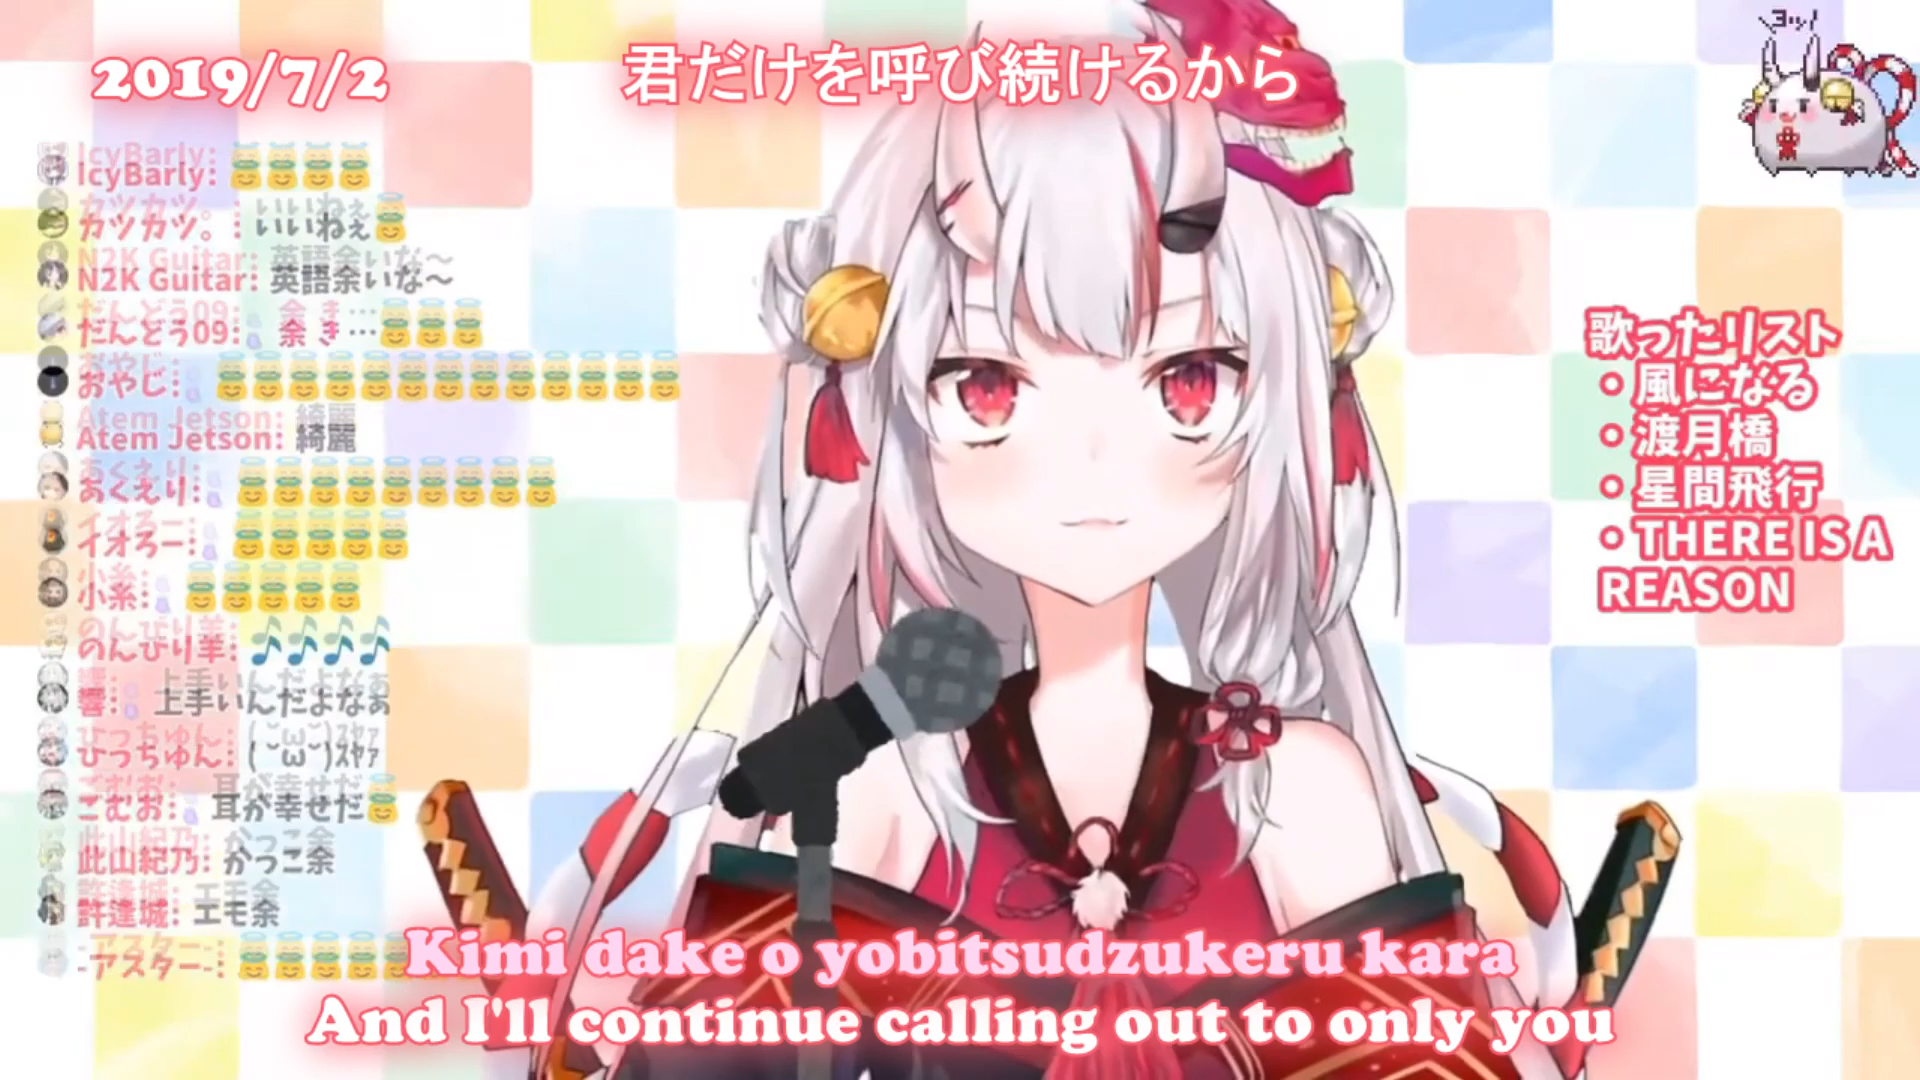 2019/7/2
君だけを呼び続けるから
ヨッ!
IcyBarly:
カツカツ。: いいねぇ
N2K Guitar: 英語余いな〜
だんどう09: 余 き…
おやじ:
Atem Jetson: 綺麗
あくえり:
イオろー:
小糸:
のんびり羊:
響: 上手いんだよなぁ
ひっちゅん: (˘ω˘)ｽﾔｧ
ごむお: 耳が幸せだ
此山紀乃: かっこ余
許逢城: エモ余
-アスター-:
歌ったリスト
・風になる
・渡月橋
・星間飛行
・THERE IS A
REASON
Kimi dake o yobitsudzukeru kara
And I'll continue calling out to only you